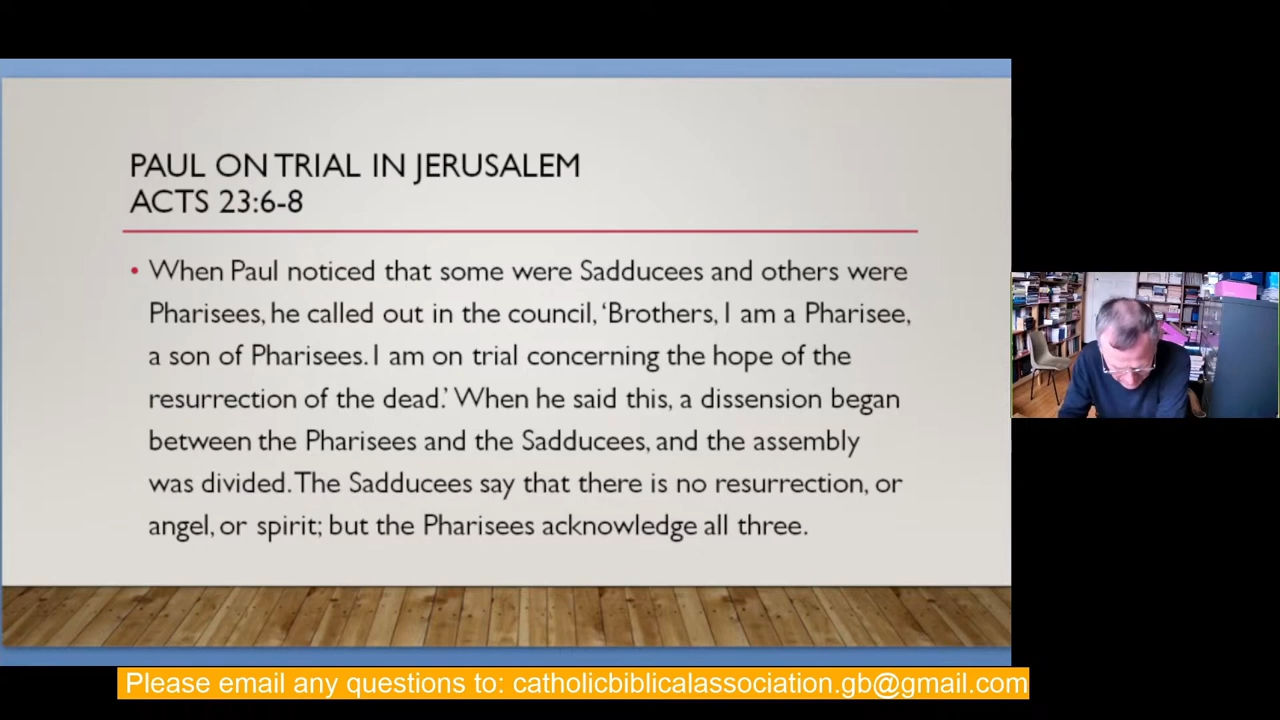 PAUL ON TRIAL IN JERUSALEM
ACTS 23:6-8
• When Paul noticed that some were Sadducees and others were
Pharisees, he called out in the council, ‘Brothers, I am a Pharisee,
a son of Pharisees. I am on trial concerning the hope of the
resurrection of the dead.’ When he said this, a dissension began
between the Pharisees and the Sadducees, and the assembly
was divided. The Sadducees say that there is no resurrection, or
angel, or spirit; but the Pharisees acknowledge all three.
Please email any questions to: catholicbiblicalassociation.gb@gmail.com